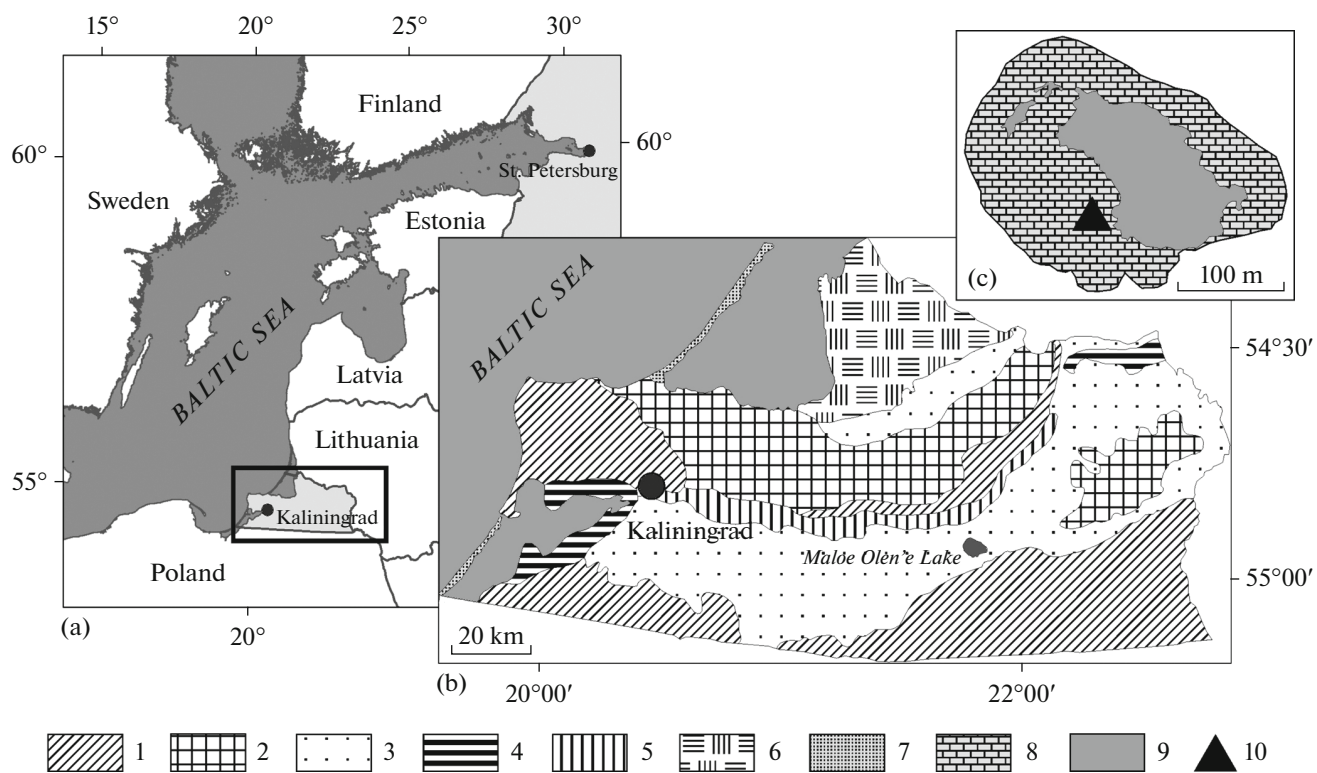 15° 20° 25° 30°
Finland
60°
60°
St. Petersburg
Sweden
Estonia
BALTIC SEA
Latvia
Lithuania
55°
Kaliningrad
Poland
(a)
20°
(c)
100 m
BALTIC SEA
54°30′
Kaliningrad
Maloe Olen'e Lake
55°00′
20 km
(b)
20°00′ 22°00′
1 2 3 4 5 6 7 8 9 10